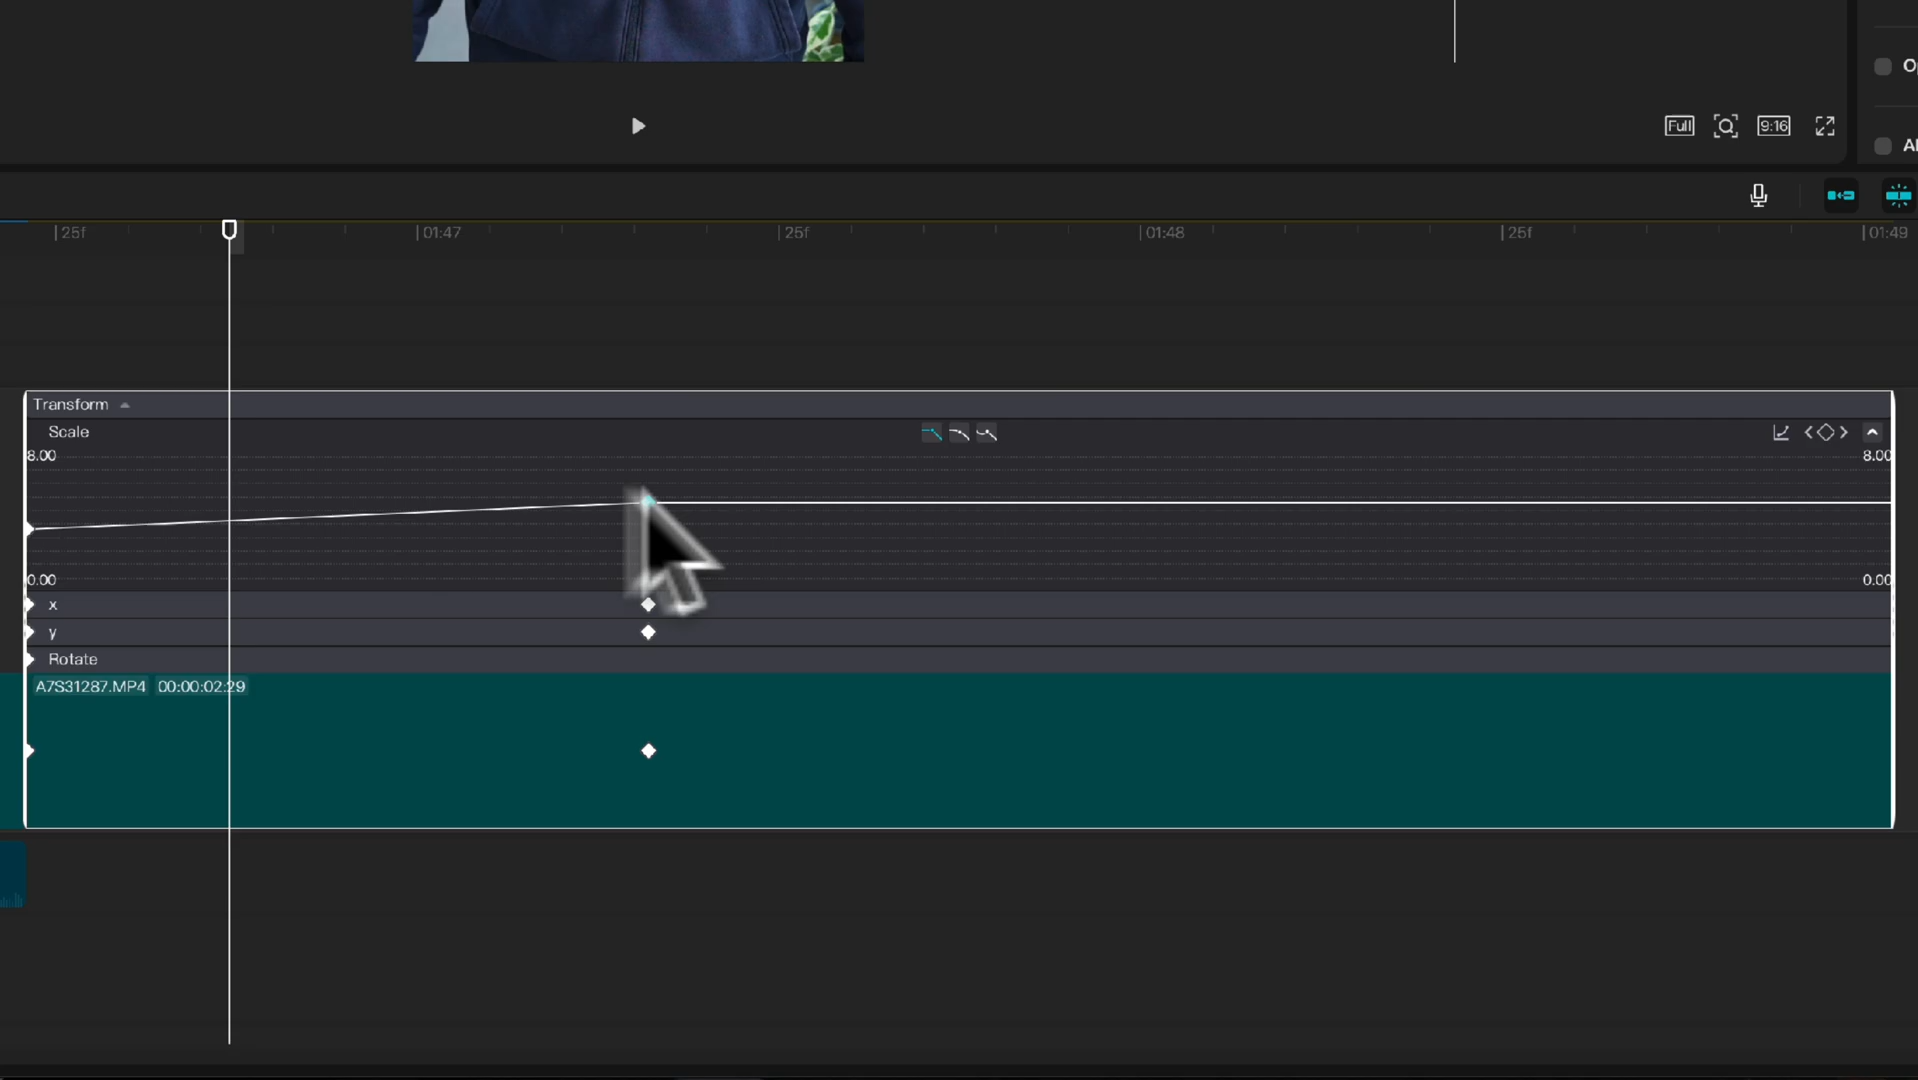 Full
9:16
25f
01:47
25f
01:48
25f
01:49
Transform
Scale
8.00
8.00
0.00
0.00
x
y
Rotate
A7S31287.MP4 00:00:02:29